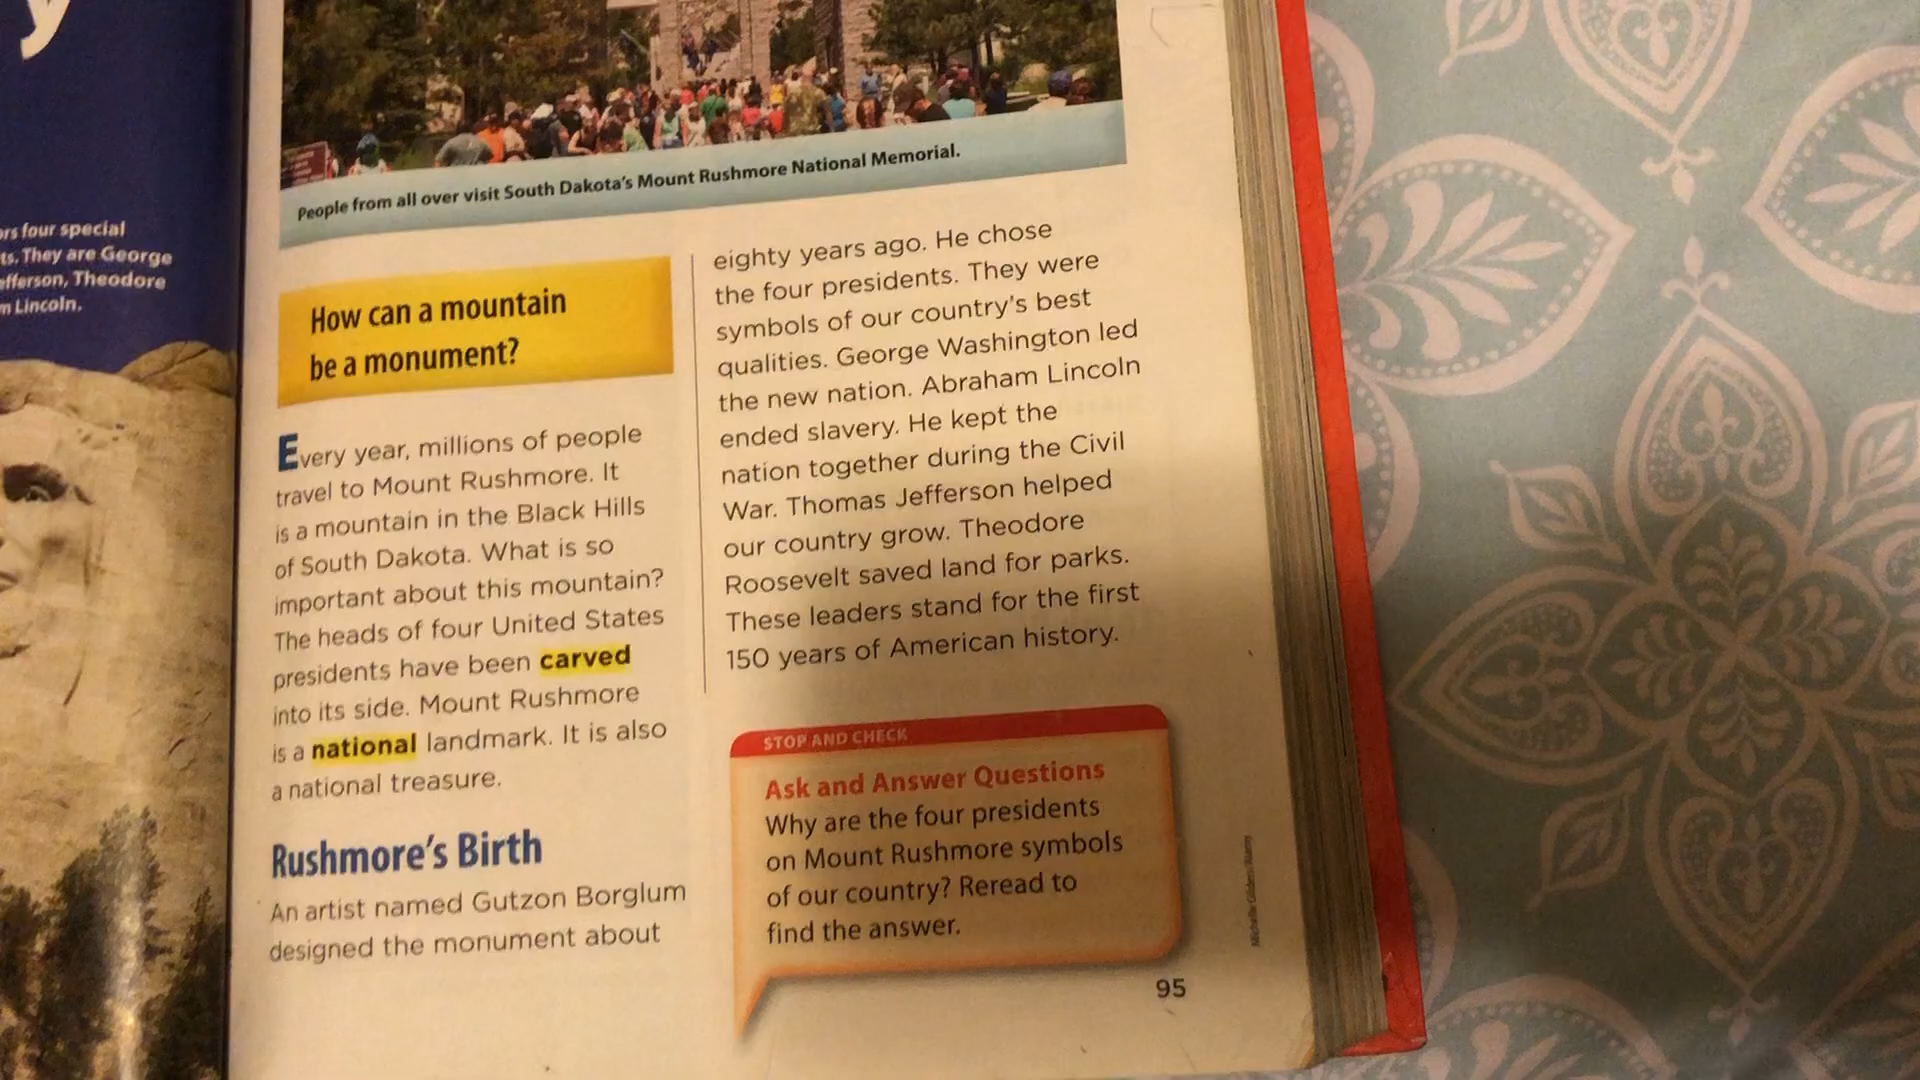 y
ors four special
ts. They are George
efferson, Theodore
m Lincoln.
People from all over visit South Dakota's Mount Rushmore National Memorial.
How can a mountain
be a monument?
Every year, millions of people
travel to Mount Rushmore. It
is a mountain in the Black Hills
of South Dakota. What is so
important about this mountain?
The heads of four United States
presidents have been carved
into its side. Mount Rushmore
is a national landmark. It is also
a national treasure.
Rushmore's Birth
An artist named Gutzon Borglum
designed the monument about
eighty years ago. He chose
the four presidents. They were
symbols of our country's best
qualities. George Washington led
the new nation. Abraham Lincoln
ended slavery. He kept the
nation together during the Civil
War. Thomas Jefferson helped
our country grow. Theodore
Roosevelt saved land for parks.
These leaders stand for the first
150 years of American history.
STOP AND CHECK
Ask and Answer Questions
Why are the four presidents
on Mount Rushmore symbols
of our country? Reread to
find the answer.
95